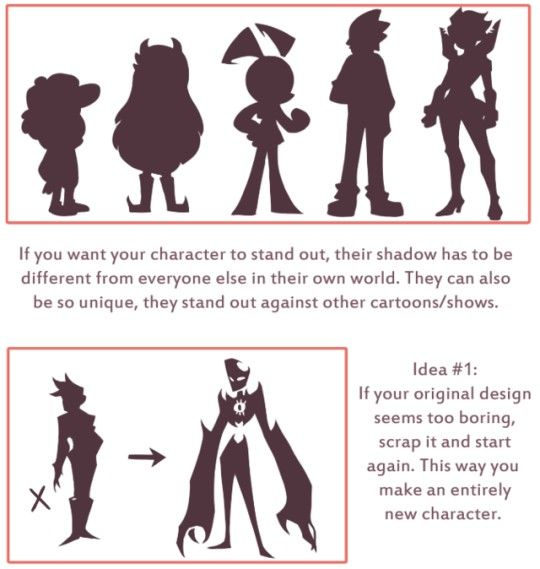 If you want your character to stand out, their shadow has to be
different from everyone else in their own world. They can also
be so unique, they stand out against other cartoons/shows.
Idea #1:
If your original design
seems too boring,
scrap it and start
again. This way you
make an entirely
new character.